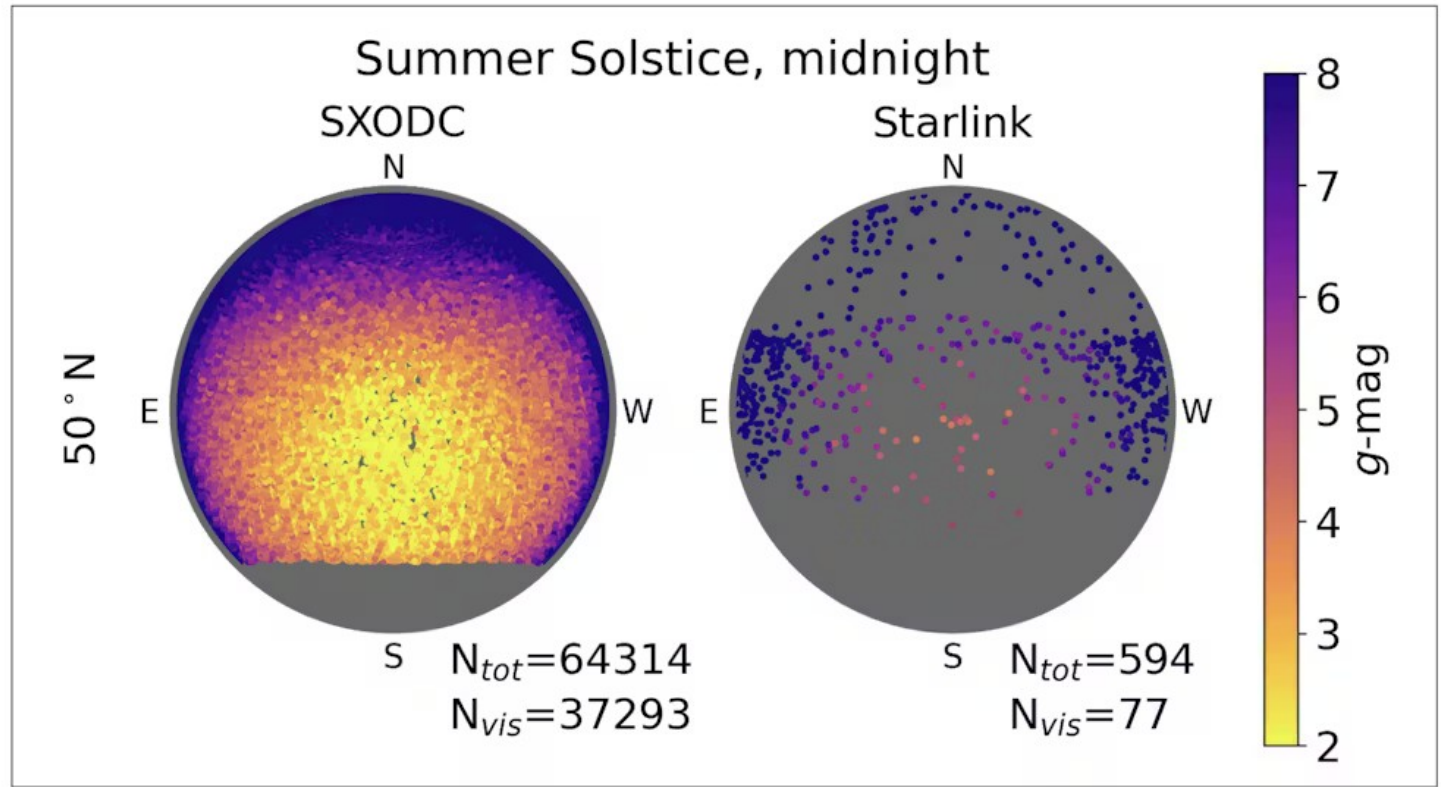 Summer Solstice, midnight
SXODC
Starlink
N
N
50° N
E
W
E
W
S
S
N_tot=64314
N_vis=37293
N_tot=594
N_vis=77
8
7
6
5
4
3
2
g-mag